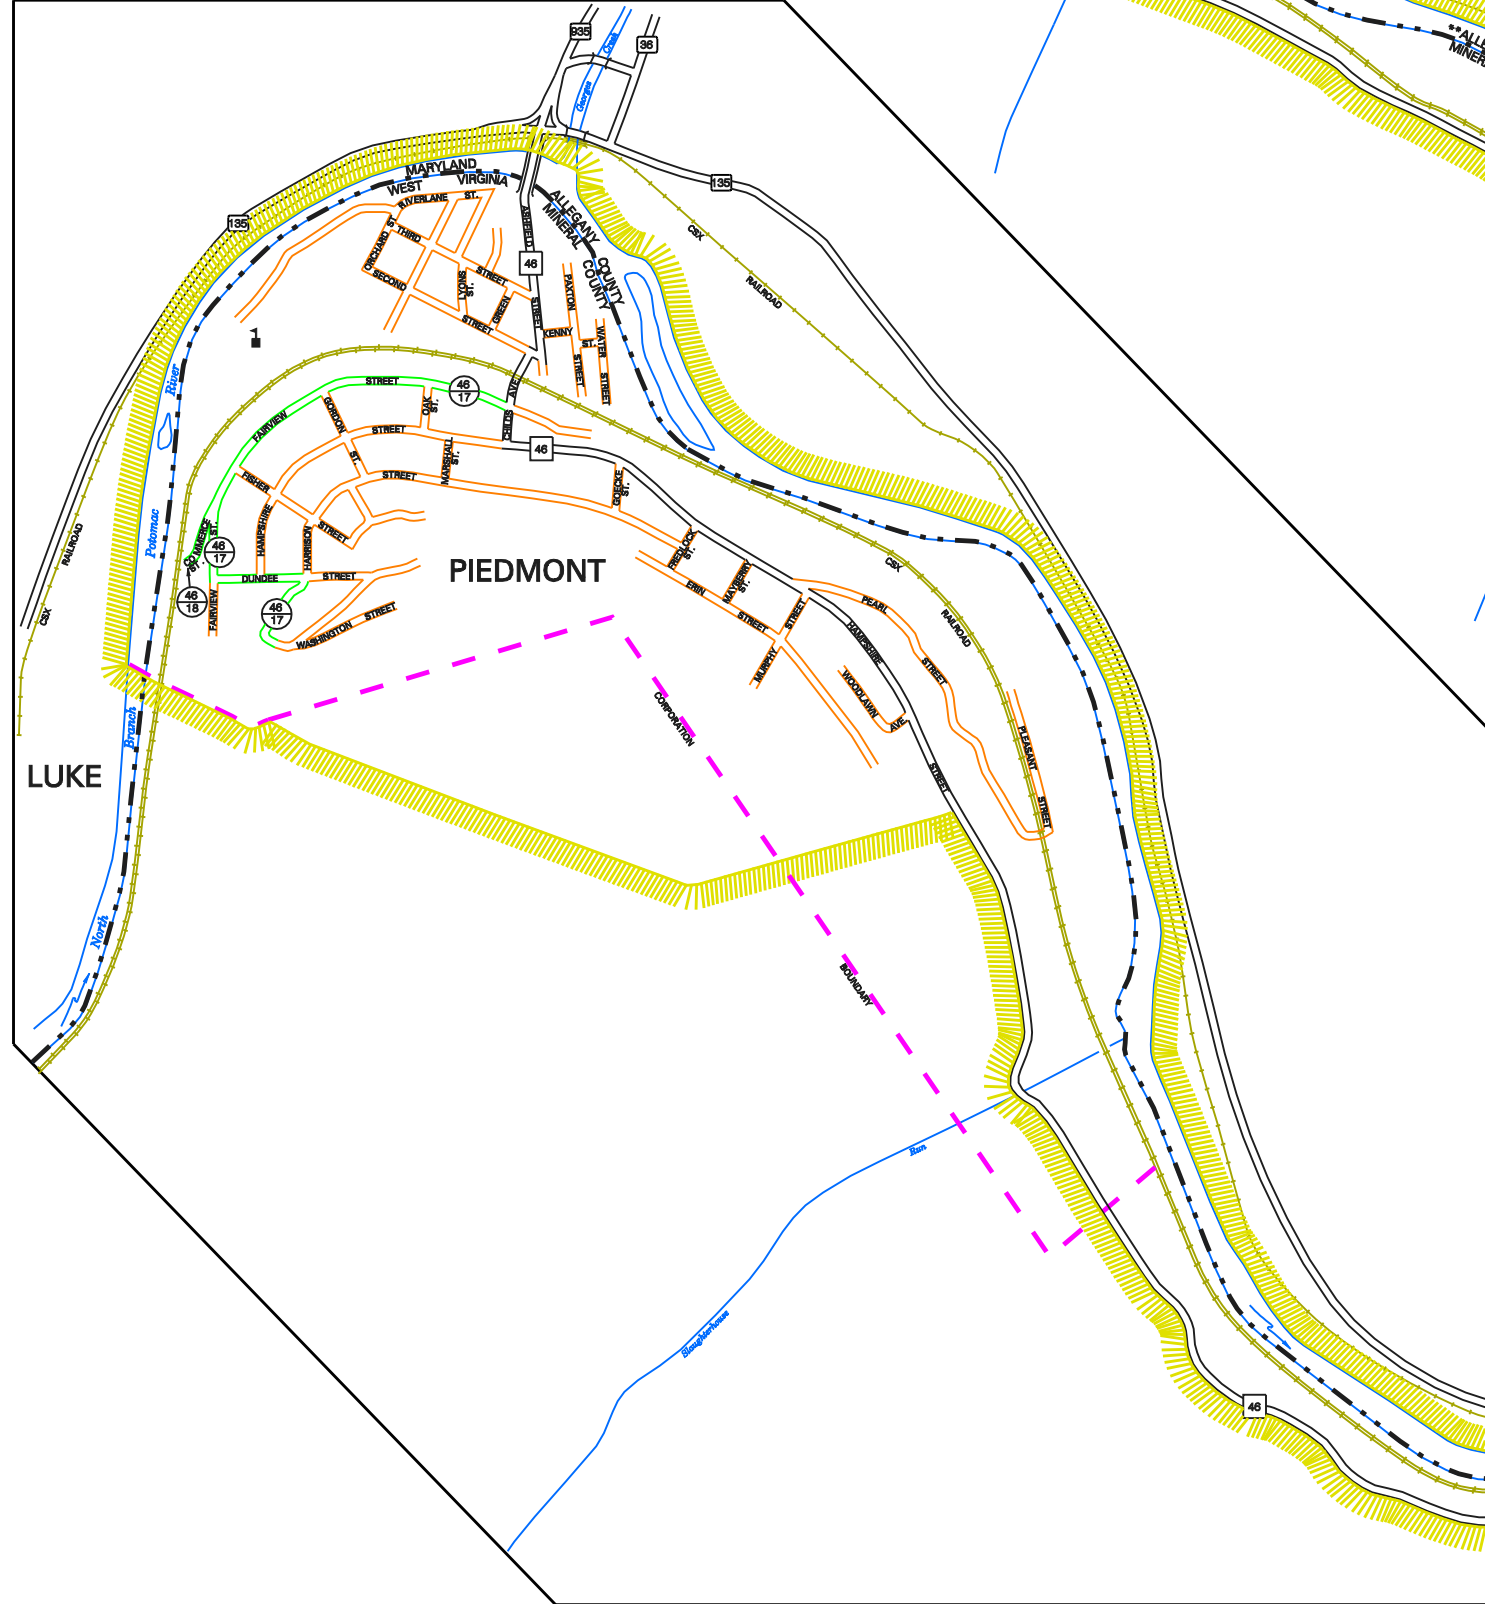 935
36
Georges
Creek
**ALLE
MINER
MARYLAND
WEST VIRGINIA
135
135
ALLEGANY COUNTY
MINERAL COUNTY
RIVERLANE ST.
ORCHARD ST.
THIRD STREET
SECOND STREET
LYONS ST.
GREEN
ASHFIELD STREET
46
PAXTON STREET
KENNY ST.
WATER STREET
CSX RAILROAD
1
River
FAIRVIEW STREET
46
17
OAK ST.
CHILDS AVE
GORDON ST.
STREET
46
MARSHALL ST.
STREET
GOECKE ST.
FISHER STREET
HAMPSHIRE
HARRISON
COMMERCE ST.
ST.
46
17
46
18
46
17
DUNDEE STREET
FAIRVIEW
WASHINGTON STREET
Potomac
RAILROAD
CSX
PIEDMONT
FREDLOCK ST.
MAYBERRY ST.
ERIN STREET
MURPHY STREET
PEARL STREET
HAMPSHIRE STREET
WOODLAWN AVE.
CSX RAILROAD
PLEASANT STREET
CORPORATION BOUNDARY
LUKE
Branch
North
Run
Slaughterhouse
46